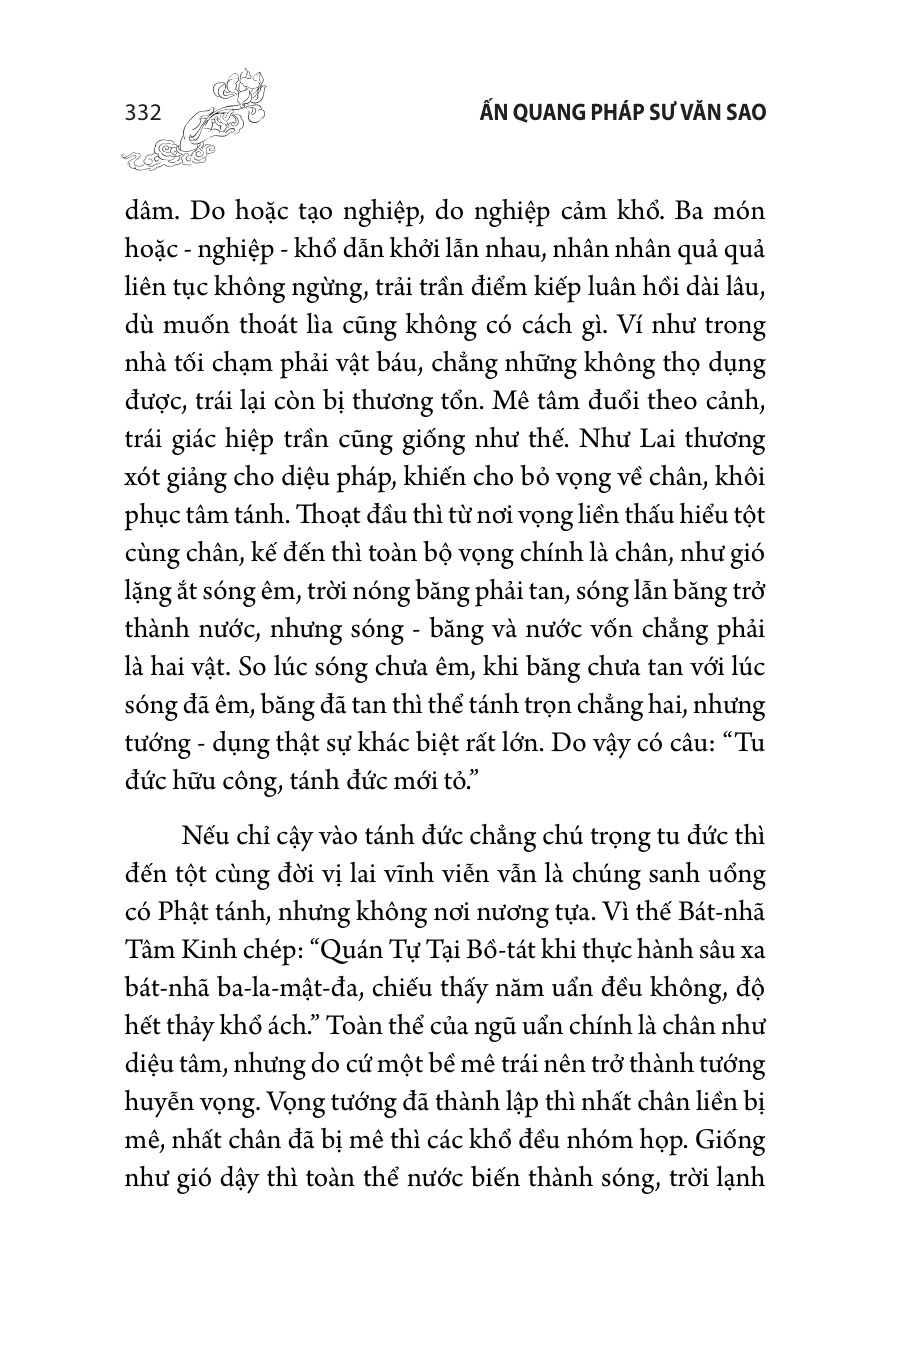 332
ẤN QUANG PHÁP SƯ VĂN SAO
dâm. Do hoặc tạo nghiệp, do nghiệp cảm khổ. Ba món
hoặc - nghiệp - khổ dẫn khởi lẫn nhau, nhân nhân quả quả
liên tục không ngừng, trải trần điểm kiếp luân hồi dài lâu,
dù muốn thoát lìa cũng không có cách gì. Ví như trong
nhà tối chạm phải vật báu, chẳng những không thọ dụng
được, trái lại còn bị thương tổn. Mê tâm đuổi theo cảnh,
trái giác hiệp trần cũng giống như thế. Như Lai thương
xót giảng cho diệu pháp, khiến cho bỏ vọng về chân, khôi
phục tâm tánh. Thoạt đầu thì từ nơi vọng liền thấu hiểu tột
cùng chân, kế đến thì toàn bộ vọng chính là chân, như gió
lặng ắt sóng êm, trời nóng băng phải tan, sóng lẫn băng trở
thành nước, nhưng sóng - băng và nước vốn chẳng phải
là hai vật. So lúc sóng chưa êm, khi băng chưa tan với lúc
sóng đã êm, băng đã tan thì thể tánh trọn chẳng hai, nhưng
tướng - dụng thật sự khác biệt rất lớn. Do vậy có câu: “Tu
đức hữu công, tánh đức mới tỏ.”
Nếu chỉ cậy vào tánh đức chẳng chú trọng tu đức thì
đến tột cùng đời vị lai vĩnh viễn vẫn là chúng sanh uổng
có Phật tánh, nhưng không nơi nương tựa. Vì thế Bát-nhã
Tâm Kinh chép: “Quán Tự Tại Bồ-tát khi thực hành sâu xa
bát-nhã ba-la-mật-đa, chiếu thấy năm uẩn đều không, độ
hết thảy khổ ách.” Toàn thể của ngũ uẩn chính là chân như
diệu tâm, nhưng do cứ một bề mê trái nên trở thành tướng
huyễn vọng. Vọng tướng đã thành lập thì nhất chân liền bị
mê, nhất chân đã bị mê thì các khổ đều nhóm họp. Giống
như gió dậy thì toàn thể nước biến thành sóng, trời lạnh